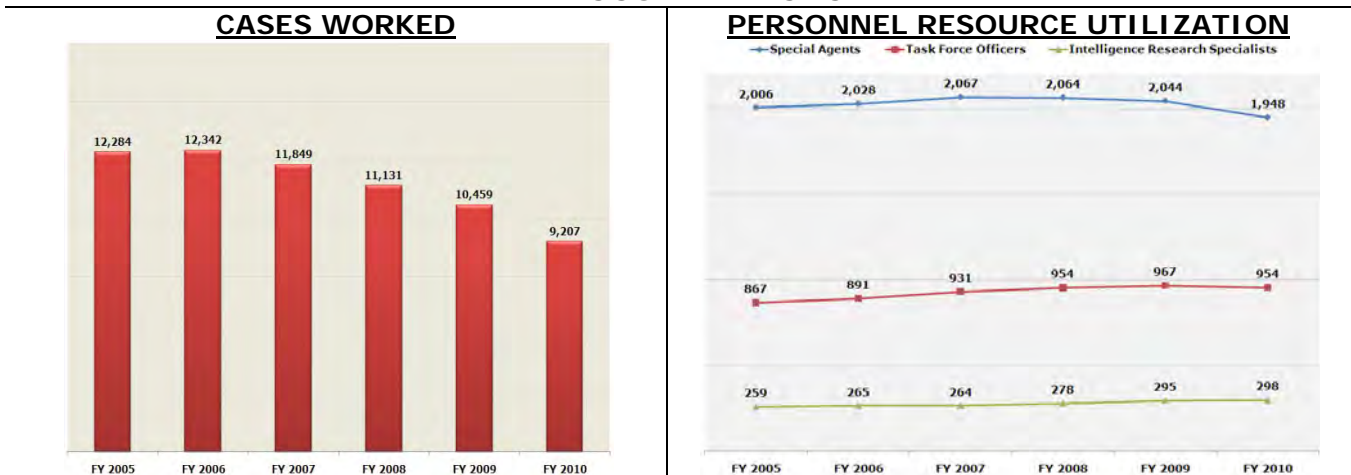 CASES WORKED
12,284
12,342
11,849
11,131
10,459
9,207
FY 2005 FY 2006 FY 2007 FY 2008 FY 2009 FY 2010
PERSONNEL RESOURCE UTILIZATION
Special Agents Task Force Officers Intelligence Research Specialists
2,006 2,028 2,067 2,064 2,044 1,948
867 891 931 954 967 954
259 265 264 278 295 298
FY 2005 FY 2006 FY 2007 FY 2008 FY 2009 FY 2010